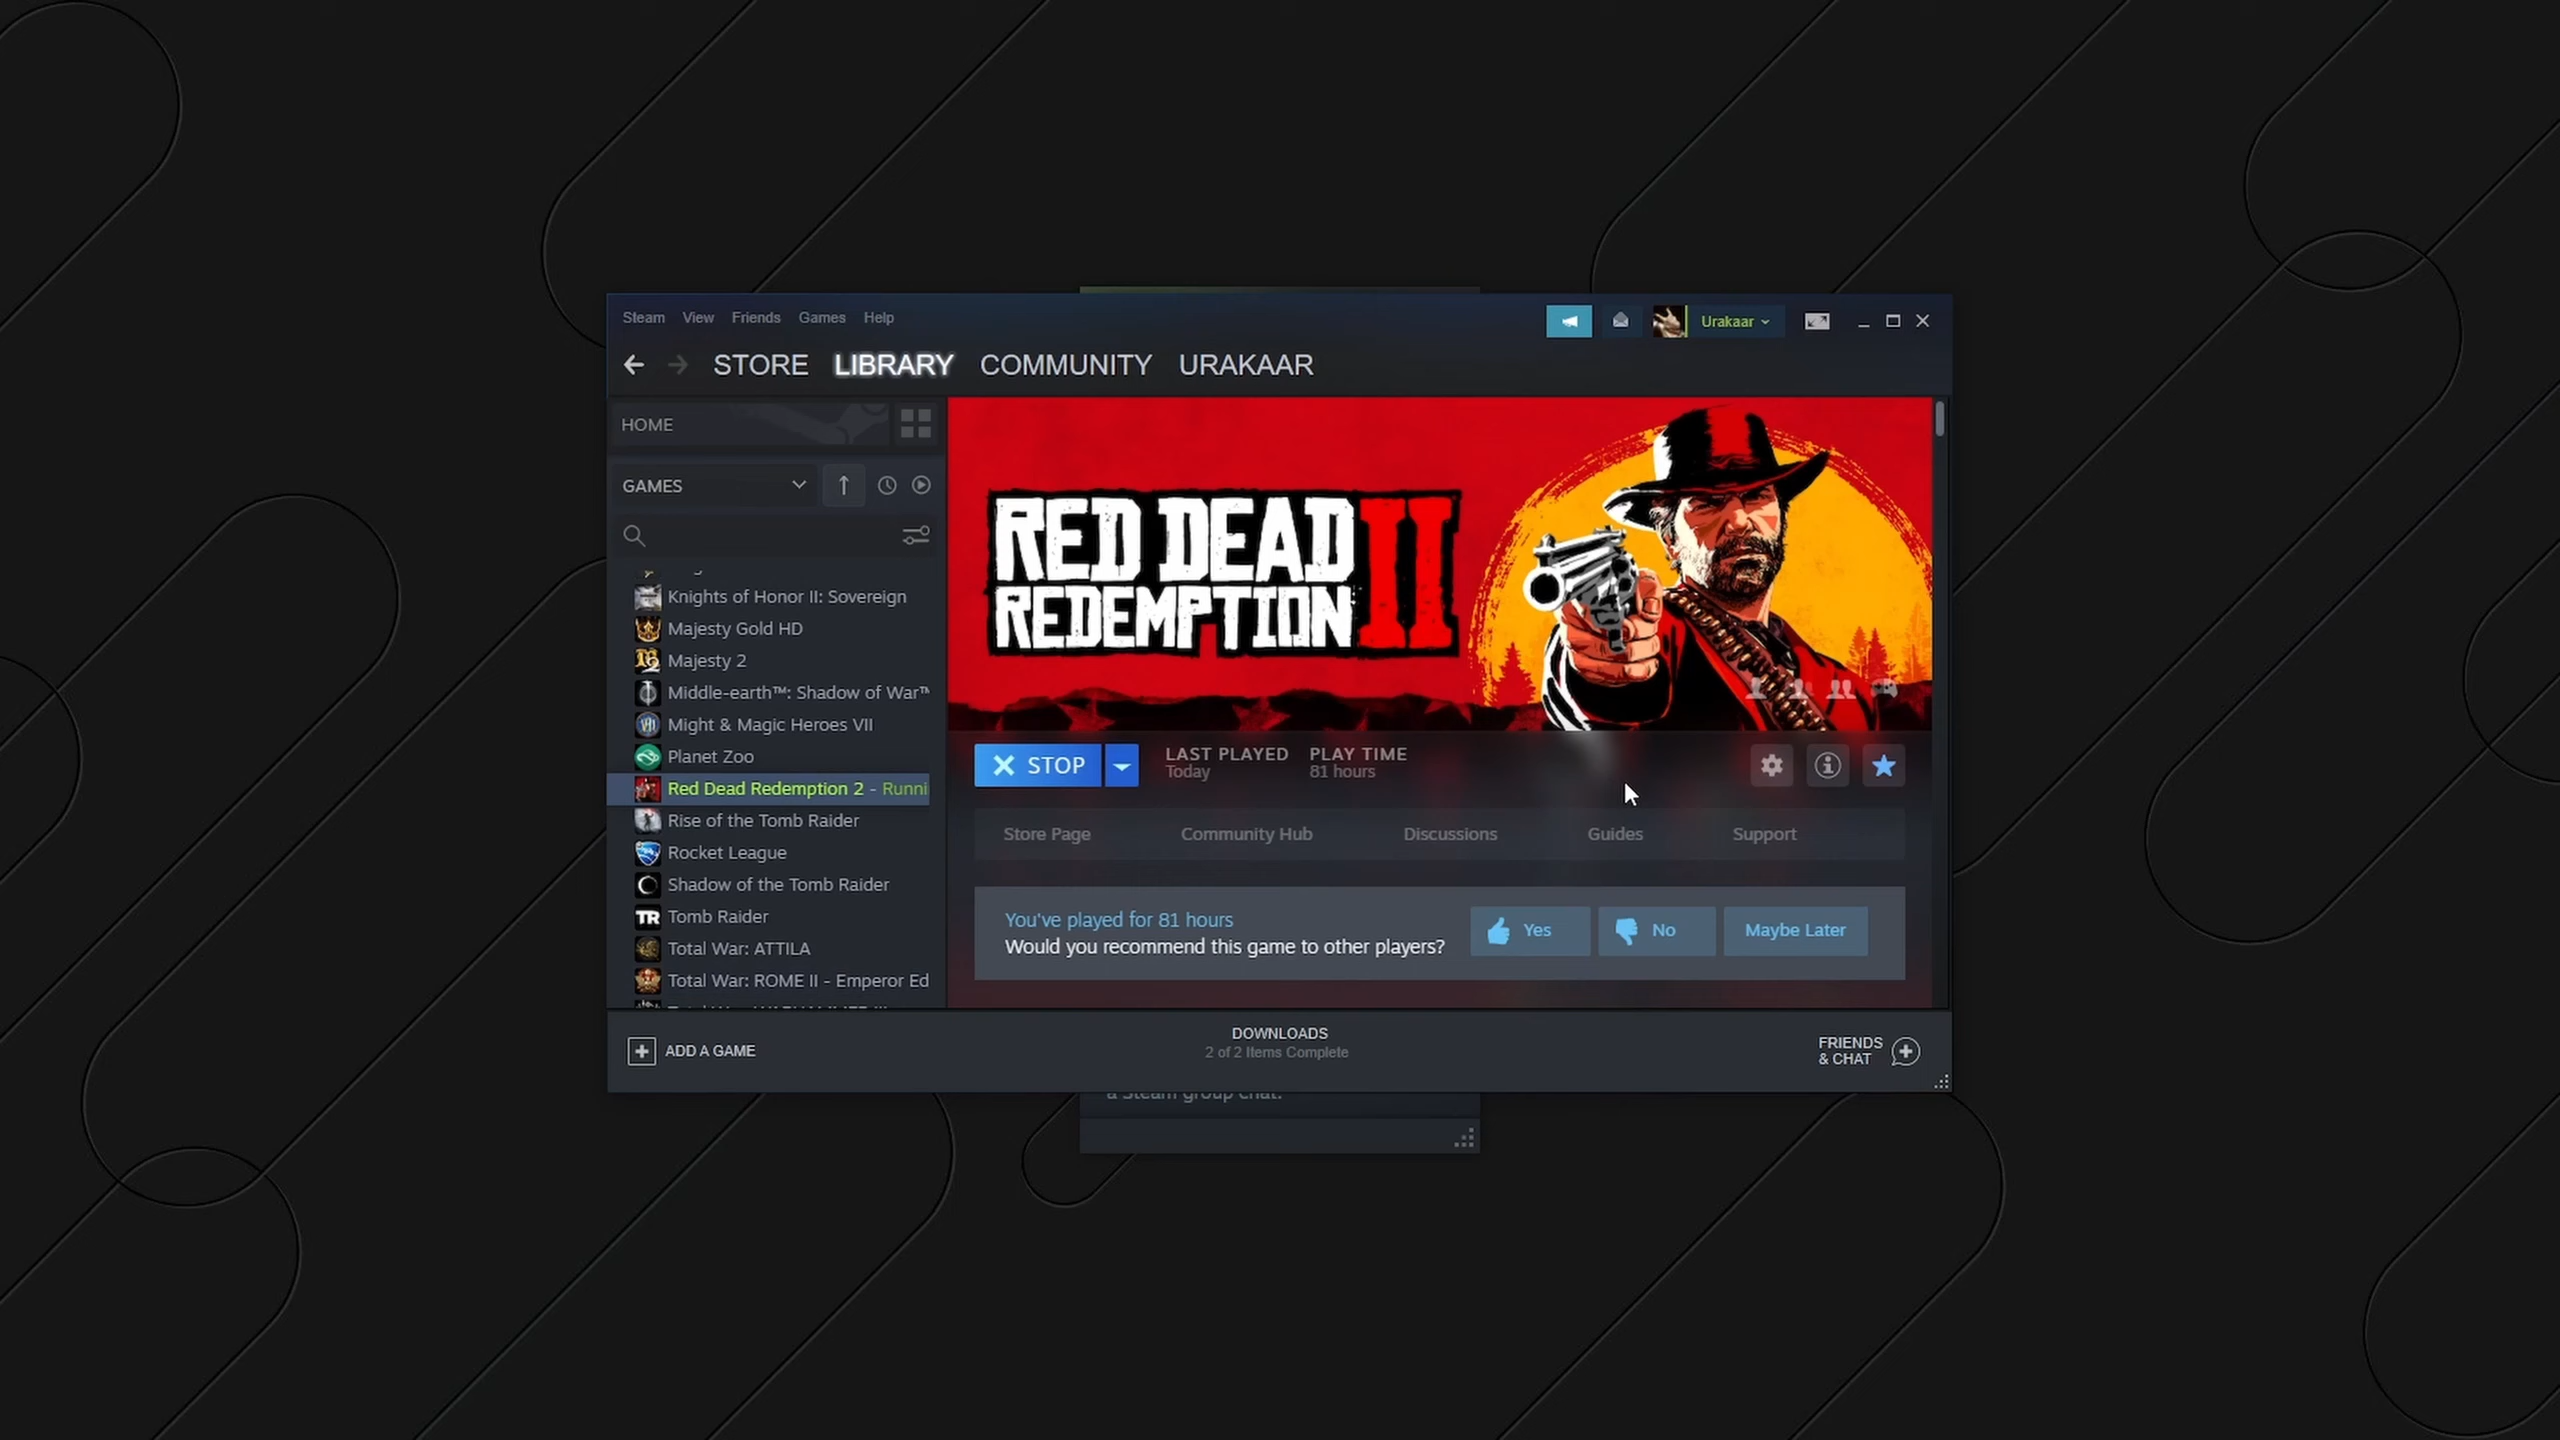 Steam View Friends Games Help
Urakaar
STORE LIBRARY COMMUNITY URAKAAR
HOME
GAMES
Knights of Honor II: Sovereign
Majesty Gold HD
Majesty 2
Middle-earth™: Shadow of War™
Might & Magic Heroes VII
Planet Zoo
Red Dead Redemption 2 - Runni
Rise of the Tomb Raider
Rocket League
Shadow of the Tomb Raider
TR Tomb Raider
Total War: ATTILA
Total War: ROME II - Emperor Ed
RED DEAD
REDEMPTION II
STOP
LAST PLAYED
Today
PLAY TIME
81 hours
Store Page Community Hub Discussions Guides Support
You've played for 81 hours
Would you recommend this game to other players?
Yes No Maybe Later
ADD A GAME
DOWNLOADS
2 of 2 Items Complete
FRIENDS
& CHAT
a Steam group chat.